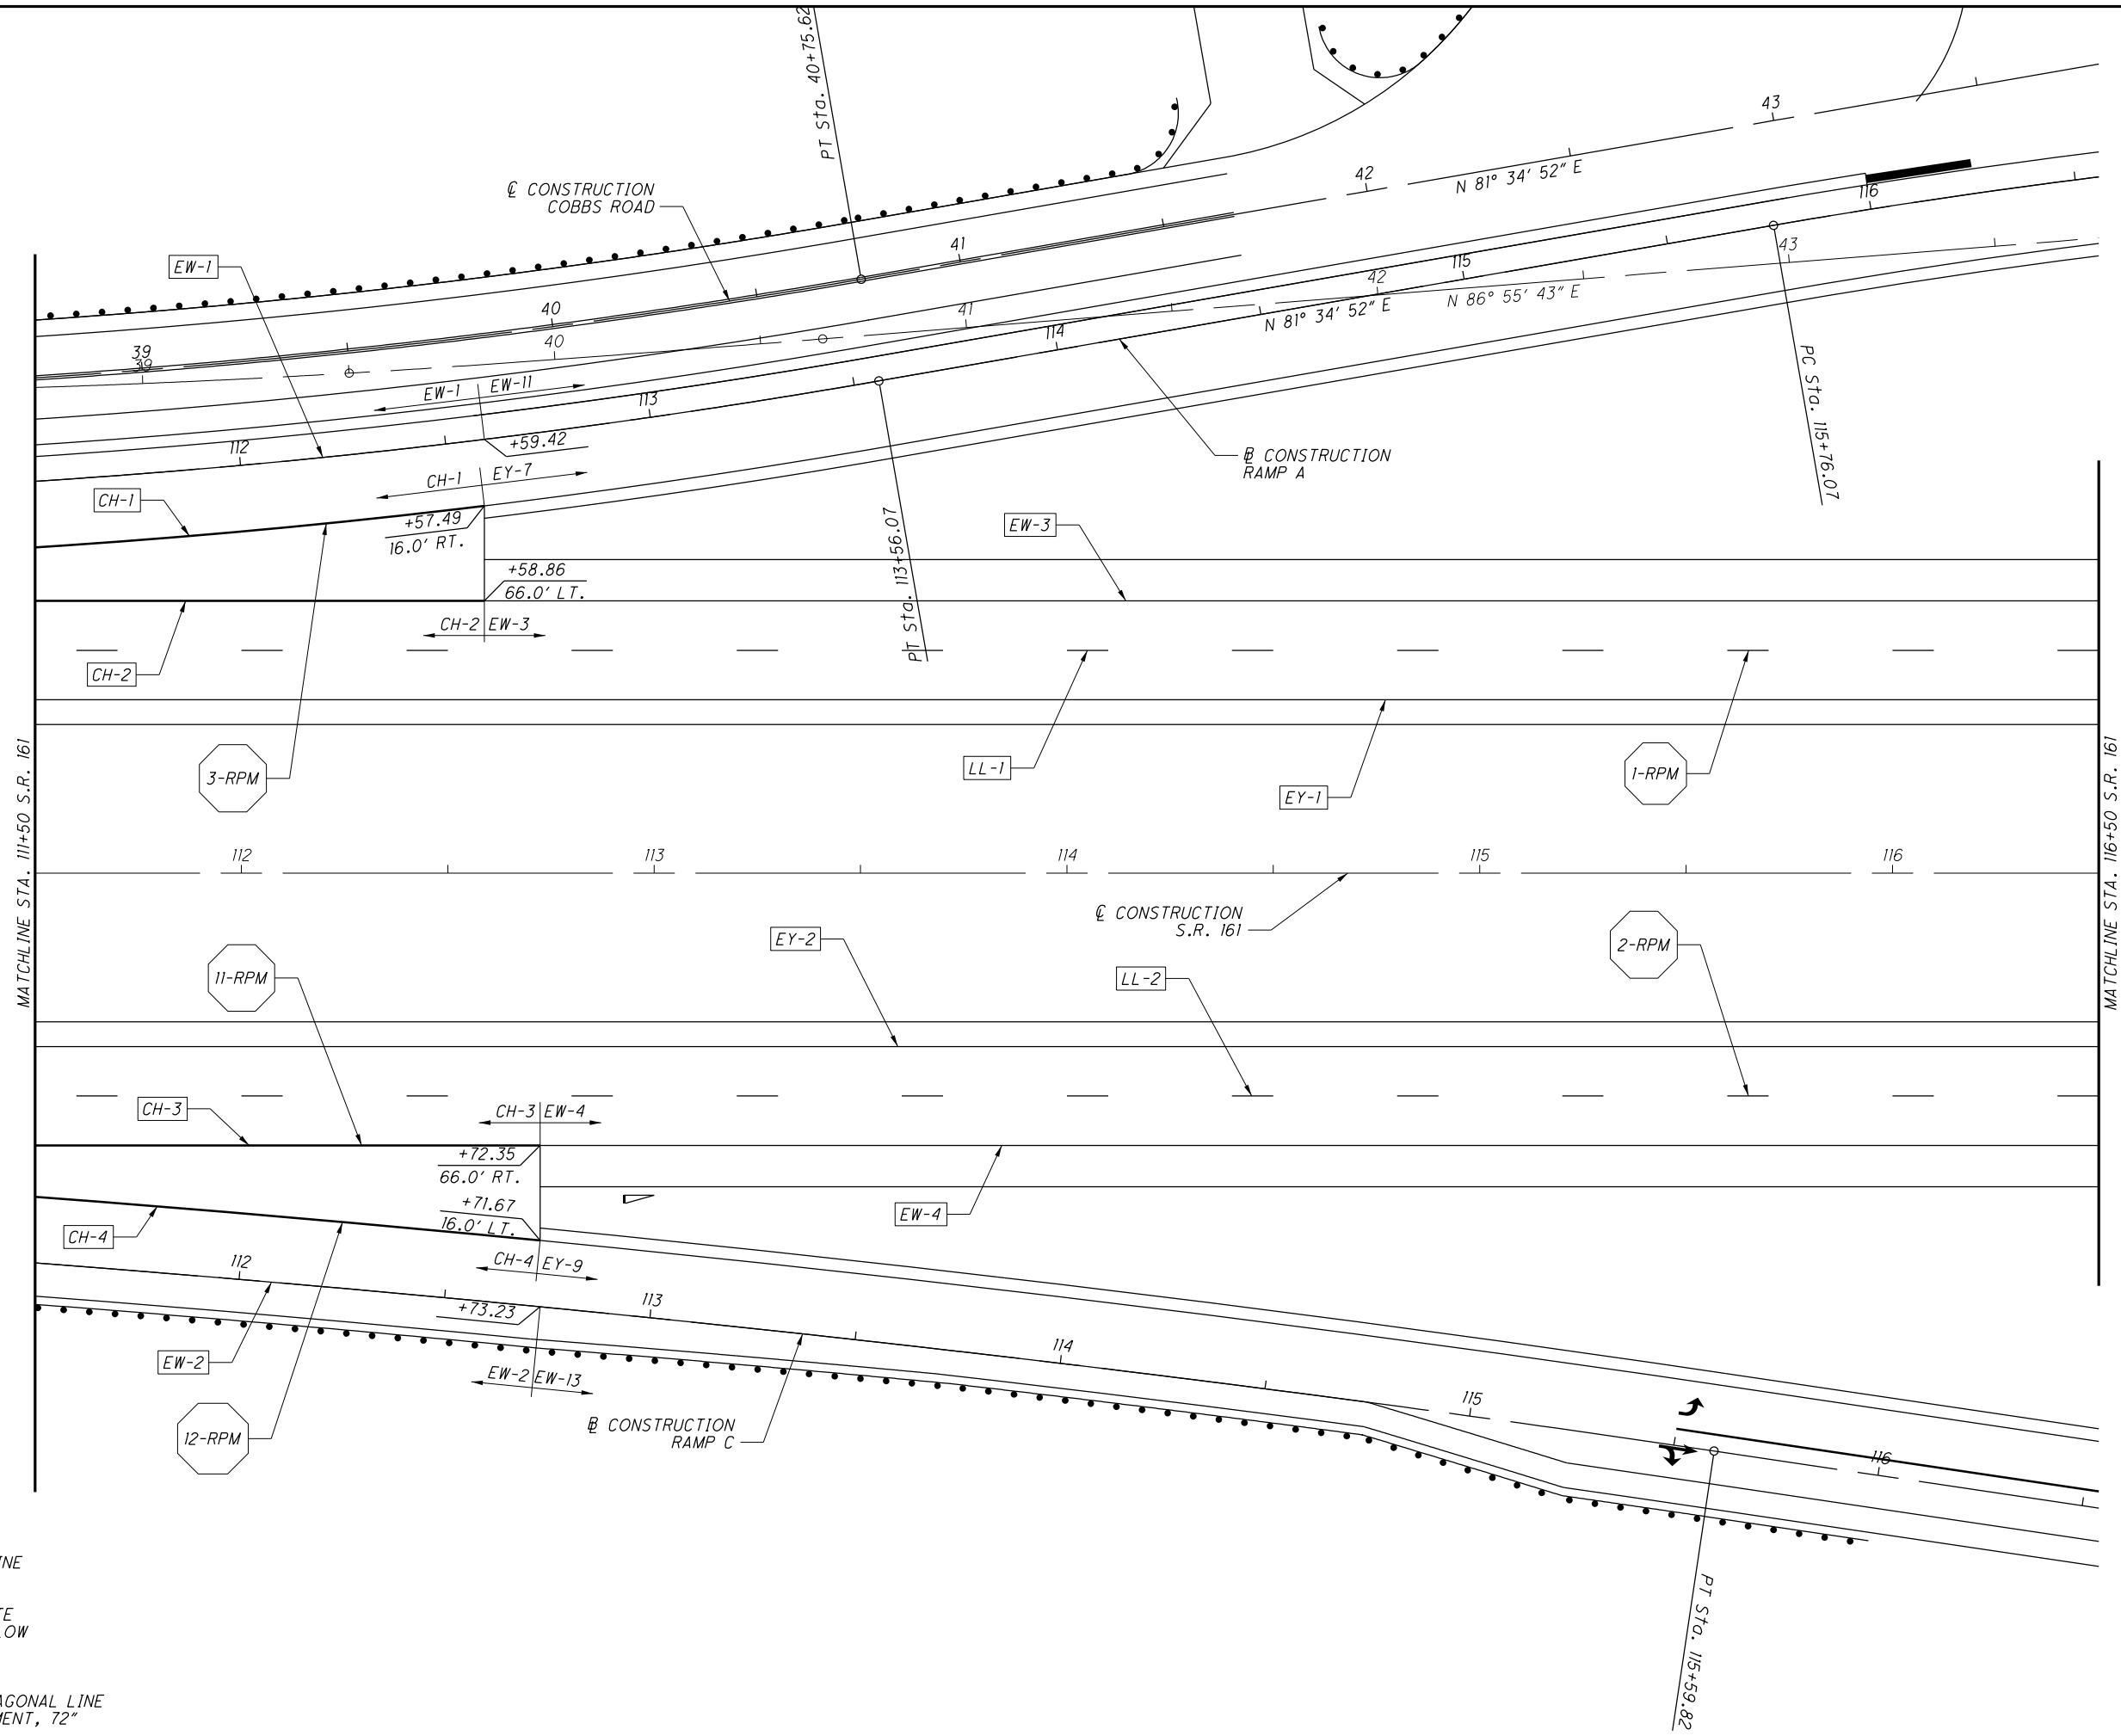 PT Sta. 40+75.62
43
42
N 81° 34' 52" E
116
℄ CONSTRUCTION
COBBS ROAD
41
EW-1
40
39
39
40
41
42
115
43
N 86° 55' 43" E
N 81° 34' 52" E
114
EW-1
EW-11
113
112
+59.42
PC Sta. 115+76.07
CONSTRUCTION
RAMP A
CH-1
EY-7
CH-1
+57.49
16.0' RT.
EW-3
PT Sta. 113+56.07
+58.86
66.0' LT.
CH-2
EW-3
CH-2
MATCHLINE STA. 111+50 S.R. 161
MATCHLINE STA. 116+50 S.R. 161
3-RPM
LL-1
EY-1
1-RPM
112
113
114
115
116
℄ CONSTRUCTION
S.R. 161
EY-2
2-RPM
11-RPM
LL-2
CH-3
CH-3
EW-4
+72.35
66.0' RT.
+71.67
16.0' LT.
EW-4
CH-4
CH-4
EY-9
112
113
+73.23
114
EW-2
EW-2
EW-13
115
116
CONSTRUCTION
RAMP C
12-RPM
PT Sta. 115+59.82
INE
TE
OW
AGONAL LINE
MENT, 72"